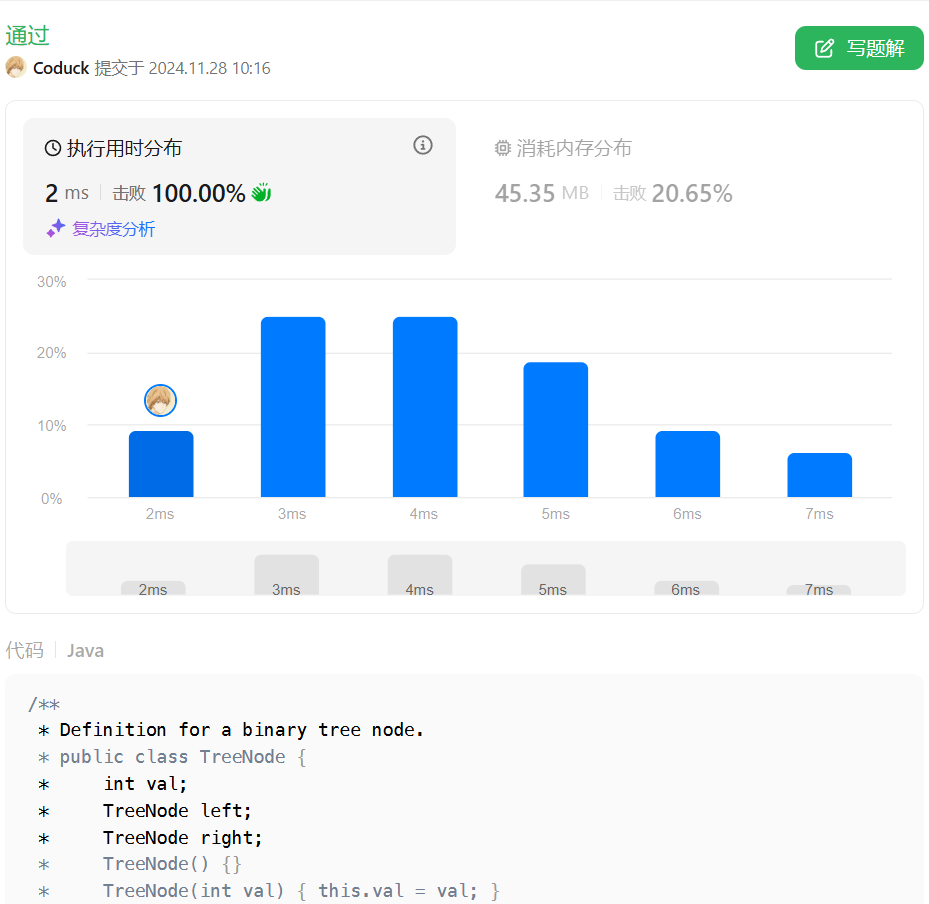 通过
写题解
Coduck 提交于 2024.11.28 10:16
执行用时分布
2 ms 击败 100.00%
复杂度分析
消耗内存分布
45.35 MB 击败 20.65%
30%
20%
10%
0%
2ms 3ms 4ms 5ms 6ms 7ms
2ms 3ms 4ms 5ms 6ms 7ms
代码 Java
/**
 * Definition for a binary tree node.
 * public class TreeNode {
 *     int val;
 *     TreeNode left;
 *     TreeNode right;
 *     TreeNode() {}
 *     TreeNode(int val) { this.val = val; }